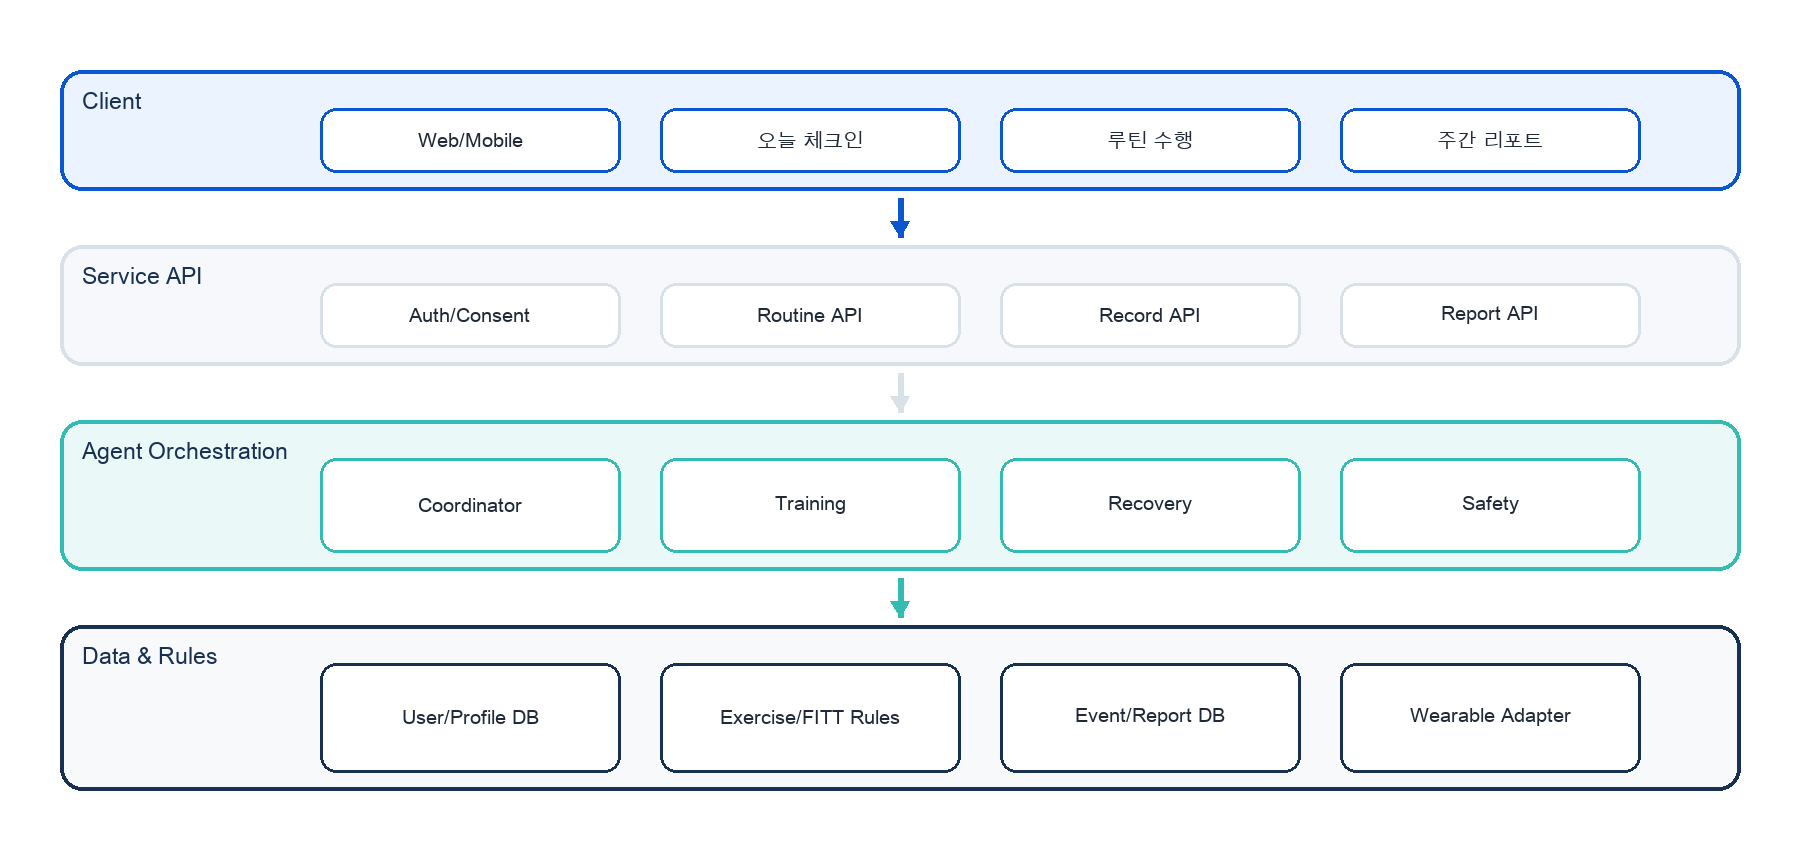 Client
Web/Mobile
오늘 체크인
루틴 수행
주간 리포트
Service API
Auth/Consent
Routine API
Record API
Report API
Agent Orchestration
Coordinator
Training
Recovery
Safety
Data & Rules
User/Profile DB
Exercise/FITT Rules
Event/Report DB
Wearable Adapter